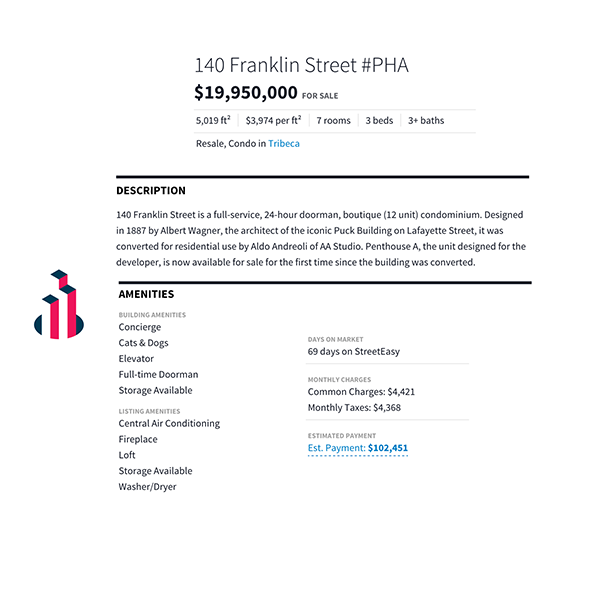 140 Franklin Street #PHA
$19,950,000 FOR SALE
5,019 ft² $3,974 per ft² 7 rooms 3 beds 3+ baths
Resale, Condo in Tribeca
DESCRIPTION
140 Franklin Street is a full-service, 24-hour doorman, boutique (12 unit) condominium. Designed
in 1887 by Albert Wagner, the architect of the iconic Puck Building on Lafayette Street, it was
converted for residential use by Aldo Andreoli of AA Studio. Penthouse A, the unit designed for the
developer, is now available for sale for the first time since the building was converted.
AMENITIES
BUILDING AMENITIES
Concierge
Cats & Dogs
Elevator
Full-time Doorman
Storage Available
LISTING AMENITIES
Central Air Conditioning
Fireplace
Loft
Storage Available
Washer/Dryer
DAYS ON MARKET
69 days on StreetEasy
MONTHLY CHARGES
Common Charges: $4,421
Monthly Taxes: $4,368
ESTIMATED PAYMENT
Est. Payment: $102,451